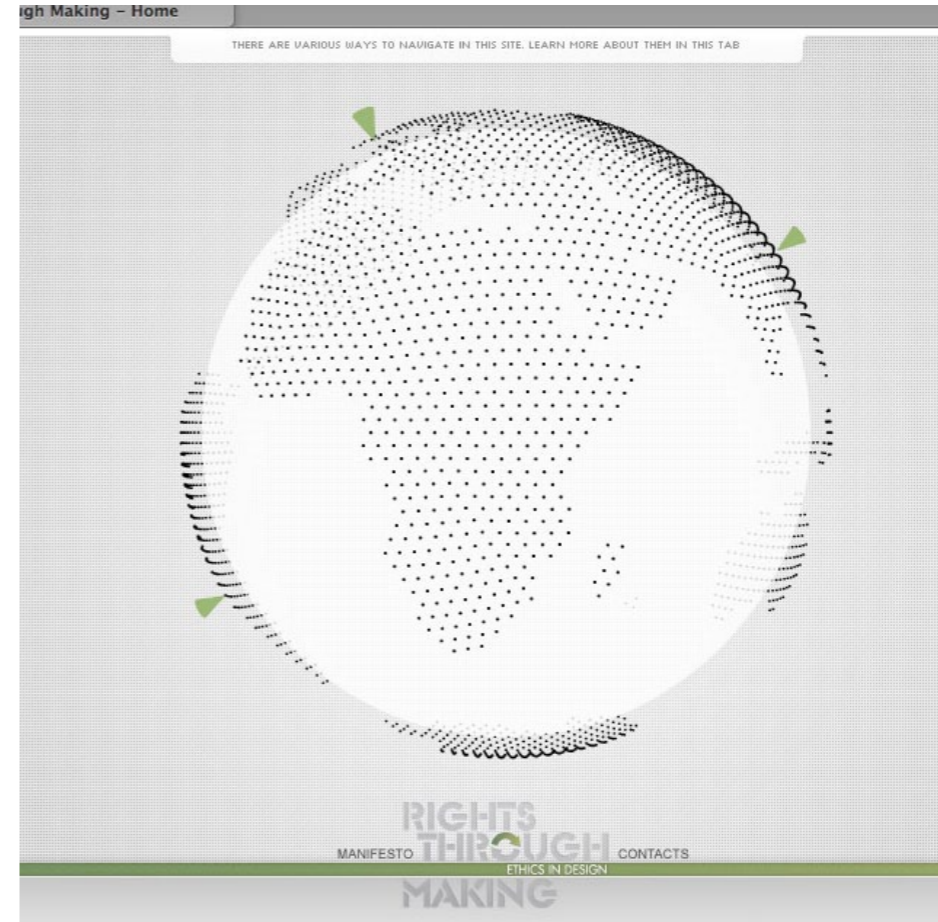 ugh Making – Home
THERE ARE VARIOUS WAYS TO NAVIGATE IN THIS SITE. LEARN MORE ABOUT THEM IN THIS TAB
RIGHTS
MANIFESTO THROUGH CONTACTS
ETHICS IN DESIGN
MAKING